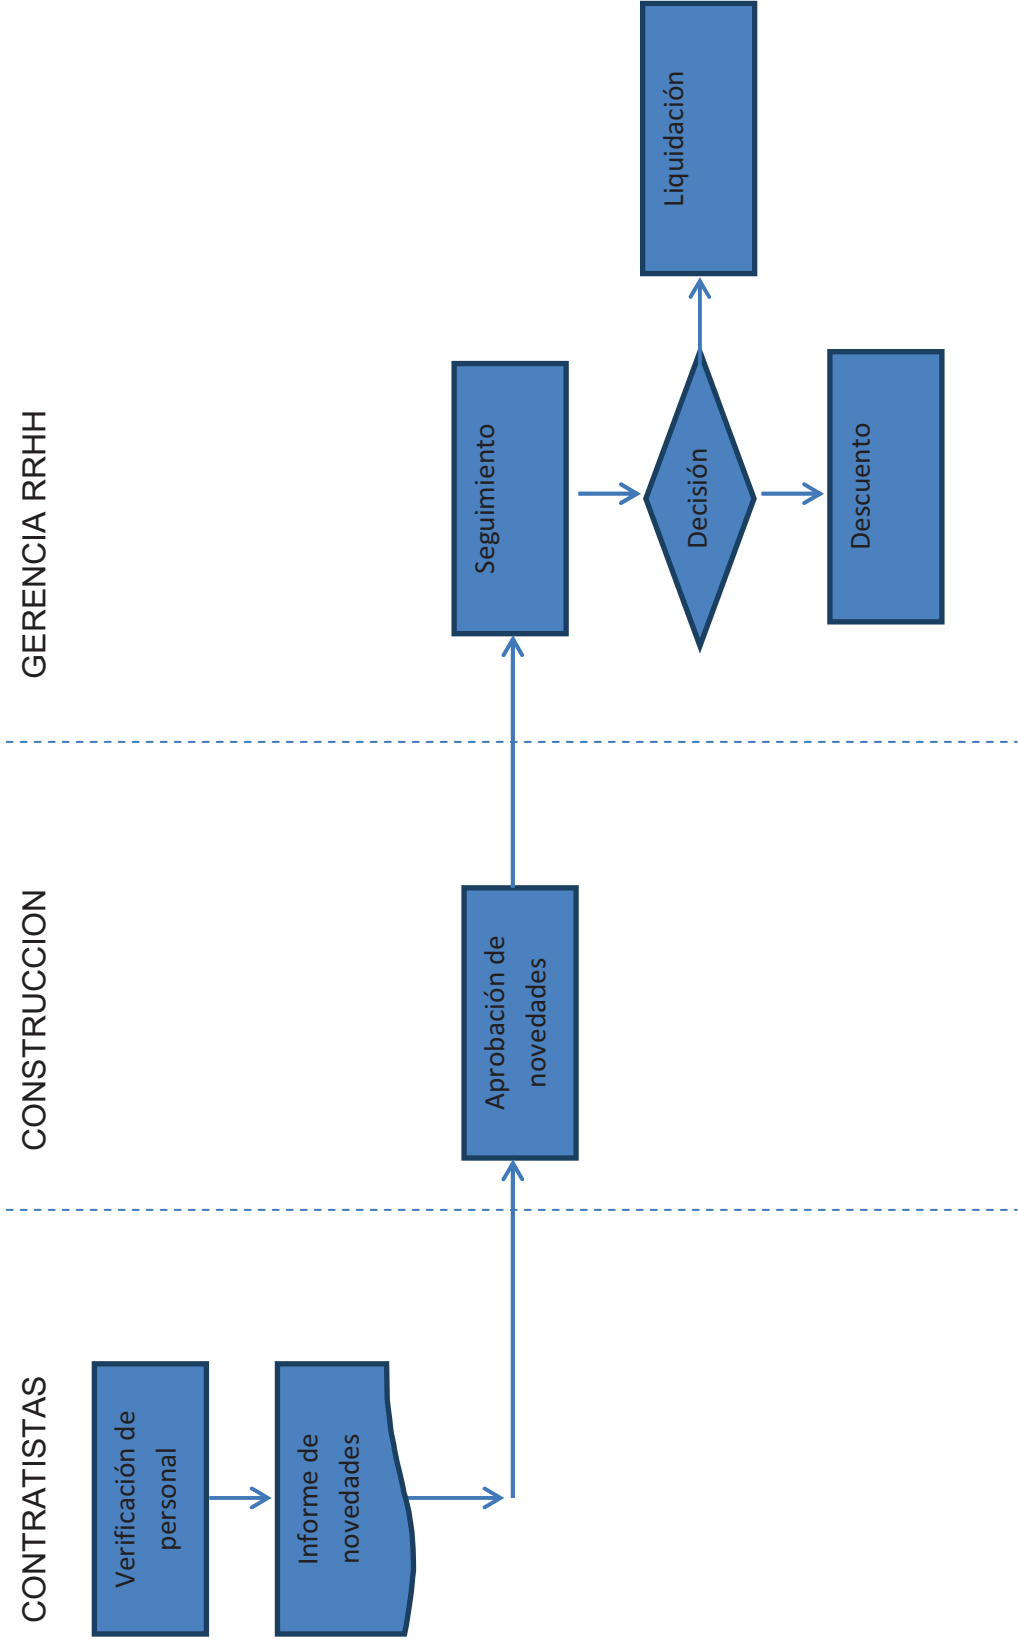 CONTRATISTAS
CONSTRUCCION
GERENCIA RRHH
Verificación de
personal
Informe de
novedades
Aprobación de
novedades
Seguimiento
Decisión
Liquidación
Descuento